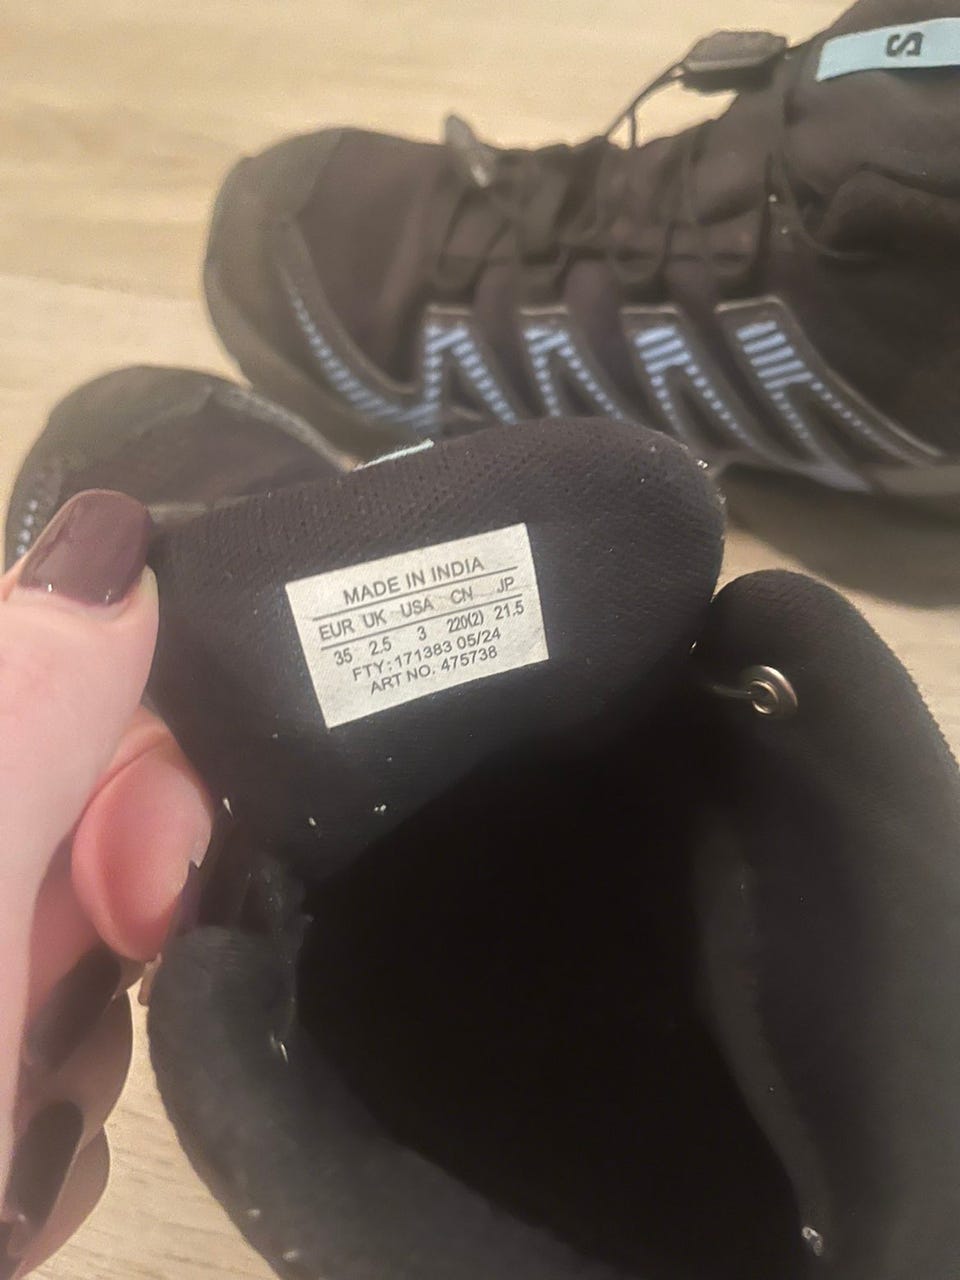 S
MADE IN INDIA
EUR UK USA CN JP
35 2.5 3 220(2) 21.5
FTY: 171383 05/24
ART NO. 475738